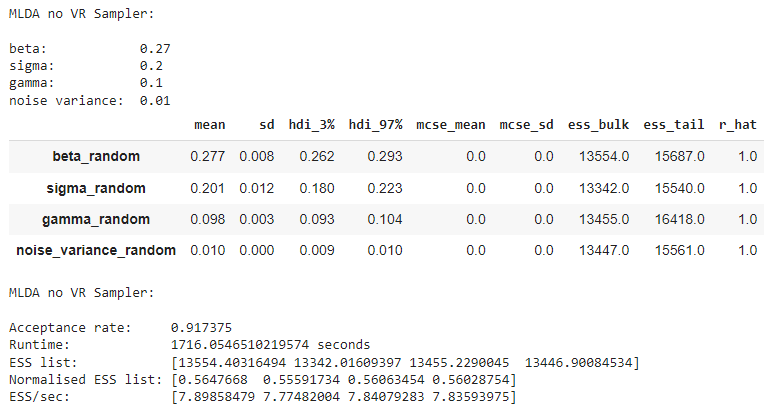 MLDA no VR Sampler:
beta: 0.27
sigma: 0.2
gamma: 0.1
noise variance: 0.01
mean sd hdi_3% hdi_97% mcse_mean mcse_sd ess_bulk ess_tail r_hat
beta_random 0.277 0.008 0.262 0.293 0.0 0.0 13554.0 15687.0 1.0
sigma_random 0.201 0.012 0.180 0.223 0.0 0.0 13342.0 15540.0 1.0
gamma_random 0.098 0.003 0.093 0.104 0.0 0.0 13455.0 16418.0 1.0
noise_variance_random 0.010 0.000 0.009 0.010 0.0 0.0 13447.0 15561.0 1.0
MLDA no VR Sampler:
Acceptance rate: 0.917375
Runtime: 1716.0546510219574 seconds
ESS list: [13554.40316494 13342.01609397 13455.2290045 13446.90084534]
Normalised ESS list: [0.5647668 0.55591734 0.56063454 0.56028754]
ESS/sec: [7.89858479 7.77482004 7.84079283 7.83593975]